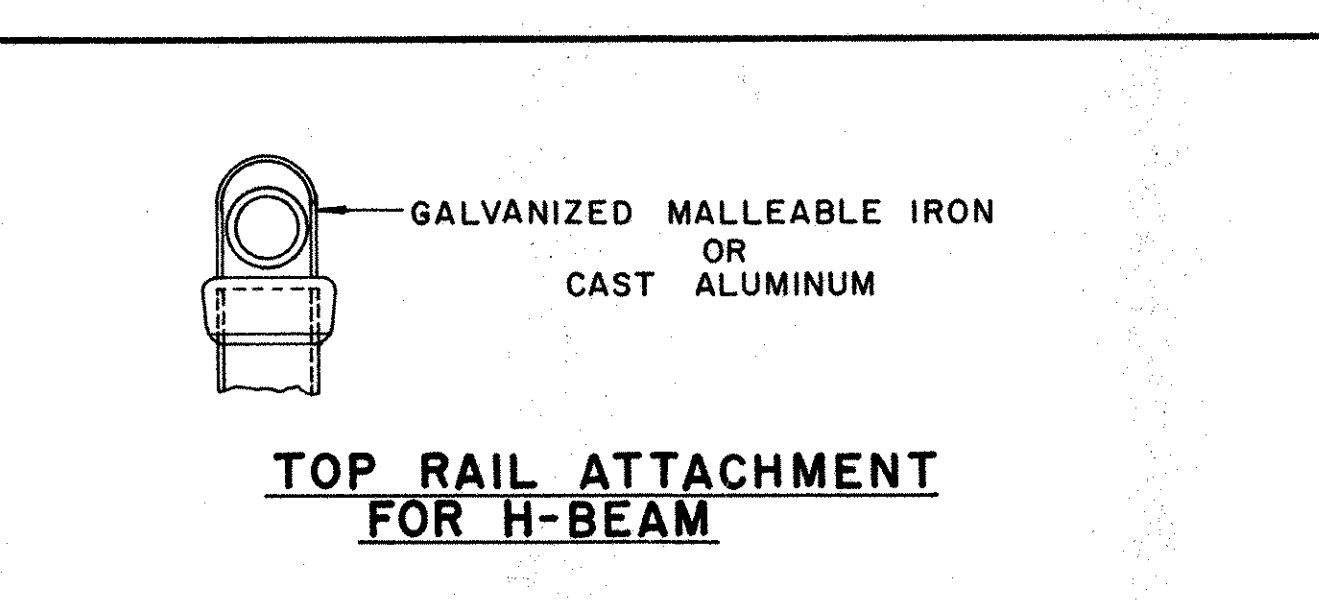 GALVANIZED MALLEABLE IRON
OR
CAST ALUMINUM
TOP RAIL ATTACHMENT
FOR H-BEAM